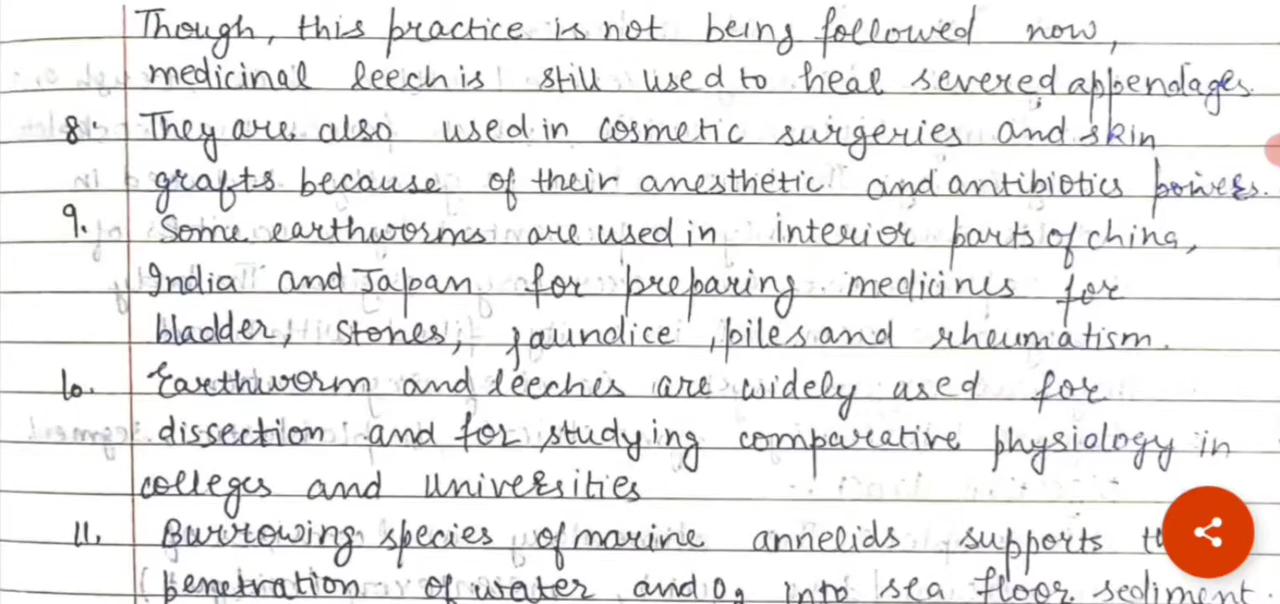 Though, this practice is not being followed now,
medicinal leech is still used to heal severed appendages.
8. They are also used in cosmetic surgeries and skin
grafts because of their anesthetic and antibiotics powers.
9. Some earthworms are used in interior parts of china,
India and Japan for preparing medicines for
bladder, stones, jaundice, piles and rheumatism.
10. Earthworm and leeches are widely used for
dissection and for studying comparative physiology in
colleges and universities
11. Burrowing species of marine annelids supports
penetration of water and O2 into sea floor sediment.